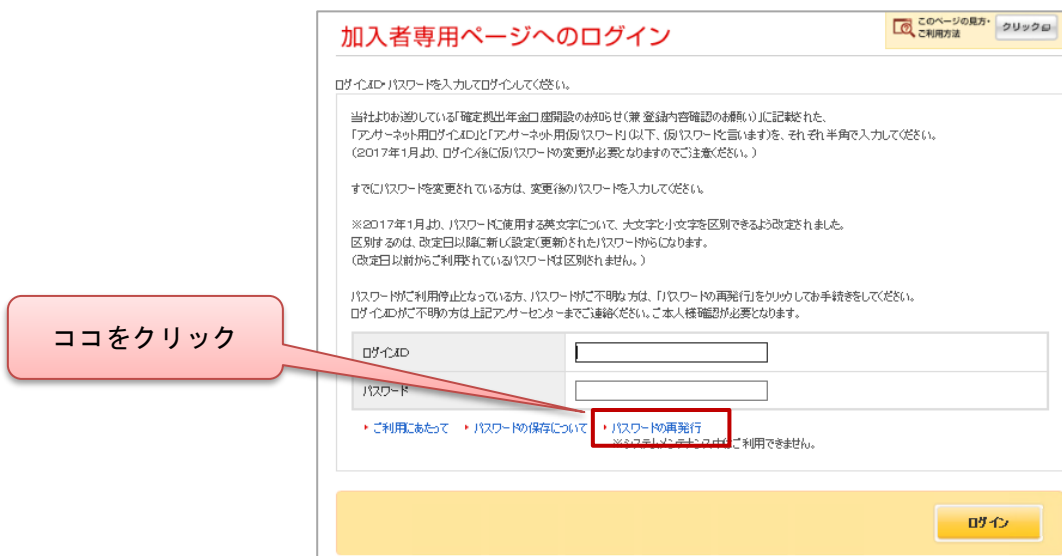 加入者専用ページへのログイン
このページの見方・
ご利用方法
クリック
ログインID・パスワードを入力してログインしてください。
当社よりお送りしている「確定拠出年金口座開設のお知らせ(兼 登録内容確認のお願い)」に記載された、
「アンサーネット用ログインID」と「アンサーネット用仮パスワード」(以下、仮パスワードと言います)を、それぞれ半角で入力してください。
(2017年1月より、ログイン後に仮パスワードの変更が必要となりますのでご注意ください。)
すでにパスワードを変更されている方は、変更後のパスワードを入力してください。
※2017年1月より、パスワードに使用する英文字について、大文字と小文字を区別できるよう改定されました。
区別するのは、改定日以降に新しく設定(更新)されたパスワードからになります。
(改定日以前からご利用されているパスワードは区別されません。)
パスワードがご利用停止となっている方、パスワードがご不明な方は、「パスワードの再発行」をクリックしてお手続きをしてください。
ログインIDがご不明の方は上記アンサーセンターまでご連絡ください。ご本人様確認が必要となります。
ココをクリック
ログインID
パスワード
ご利用にあたって パスワードの保存について パスワードの再発行
※システムメンテナンス中はご利用できません。
ログイン